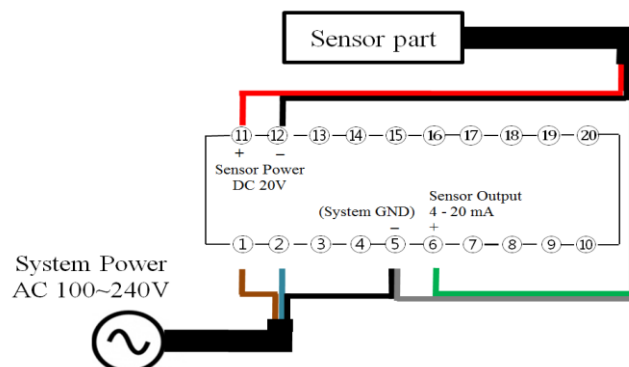 Sensor part
11 12 13 14 15 16 17 18 19 20
+ −
Sensor Power
DC 20V
Sensor Output
(System GND) 4 - 20 mA
− +
1 2 3 4 5 6 7 8 9 10
System Power
AC 100~240V